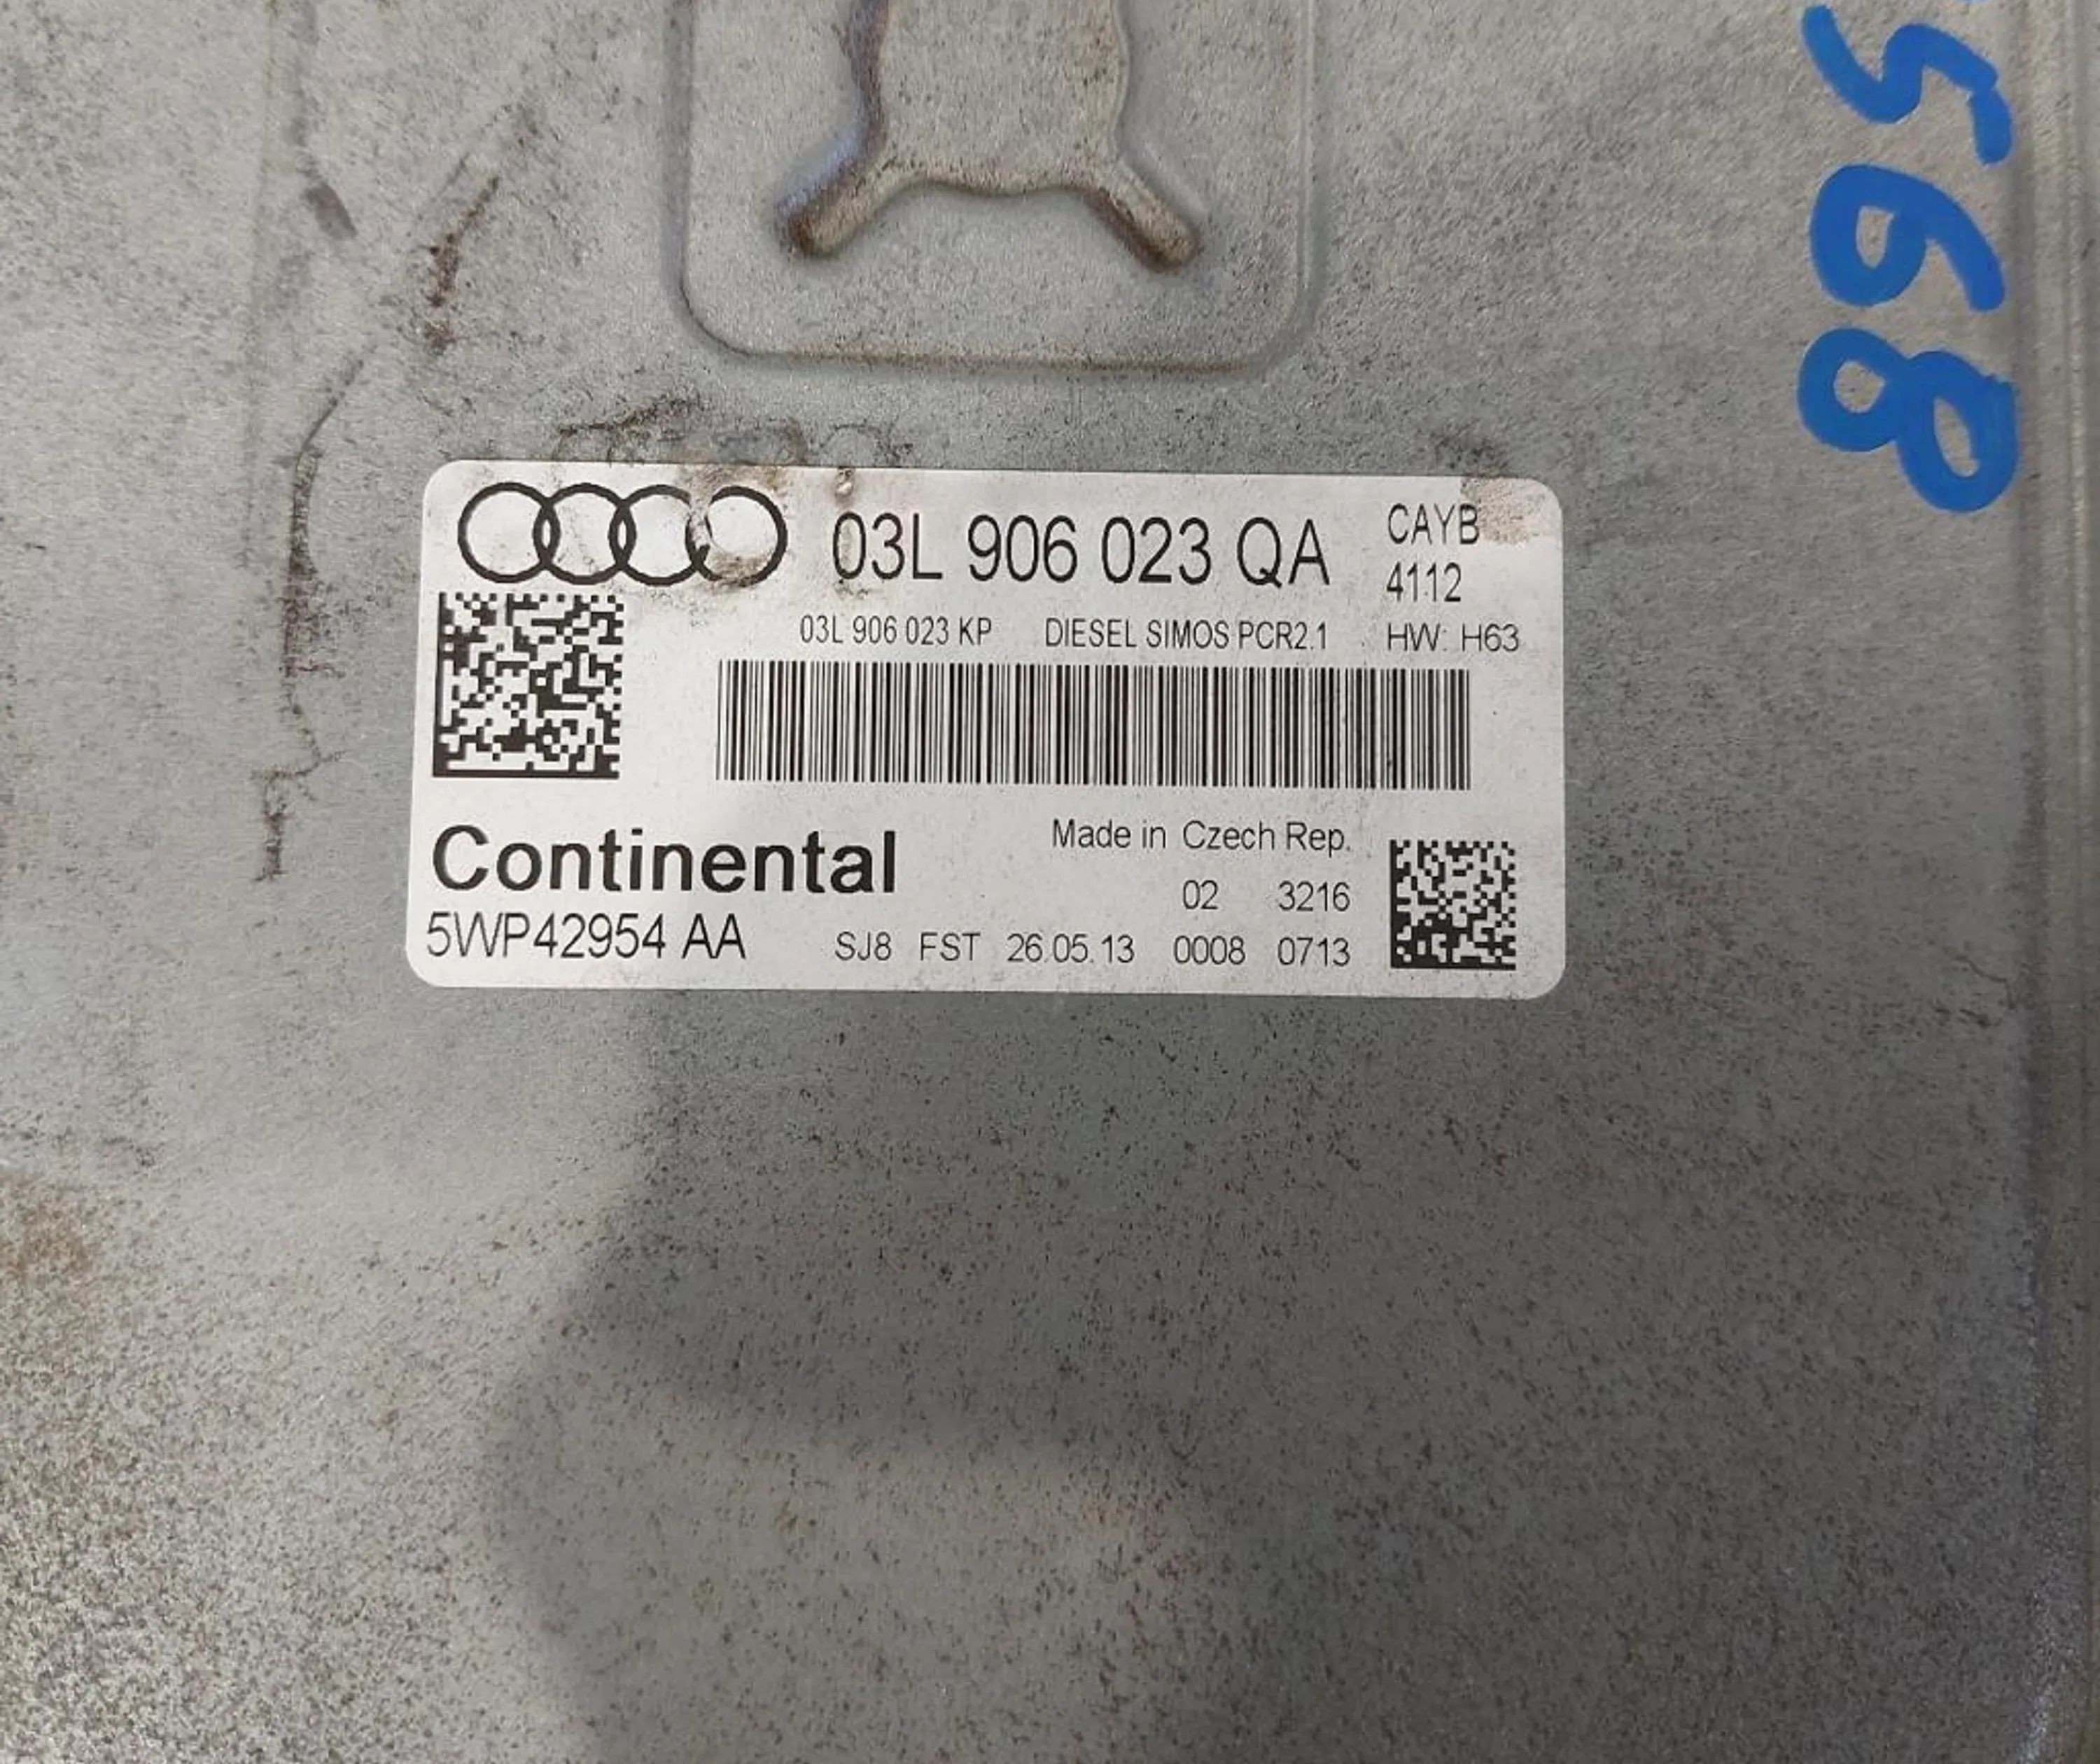 568
03L 906 023 QA
CAYB
4112
03L 906 023 KP DIESEL SIMOS PCR2.1 HW: H63
Continental
Made in Czech Rep.
02 3216
5WP42954 AA SJ8 FST 26.05.13 0008 0713